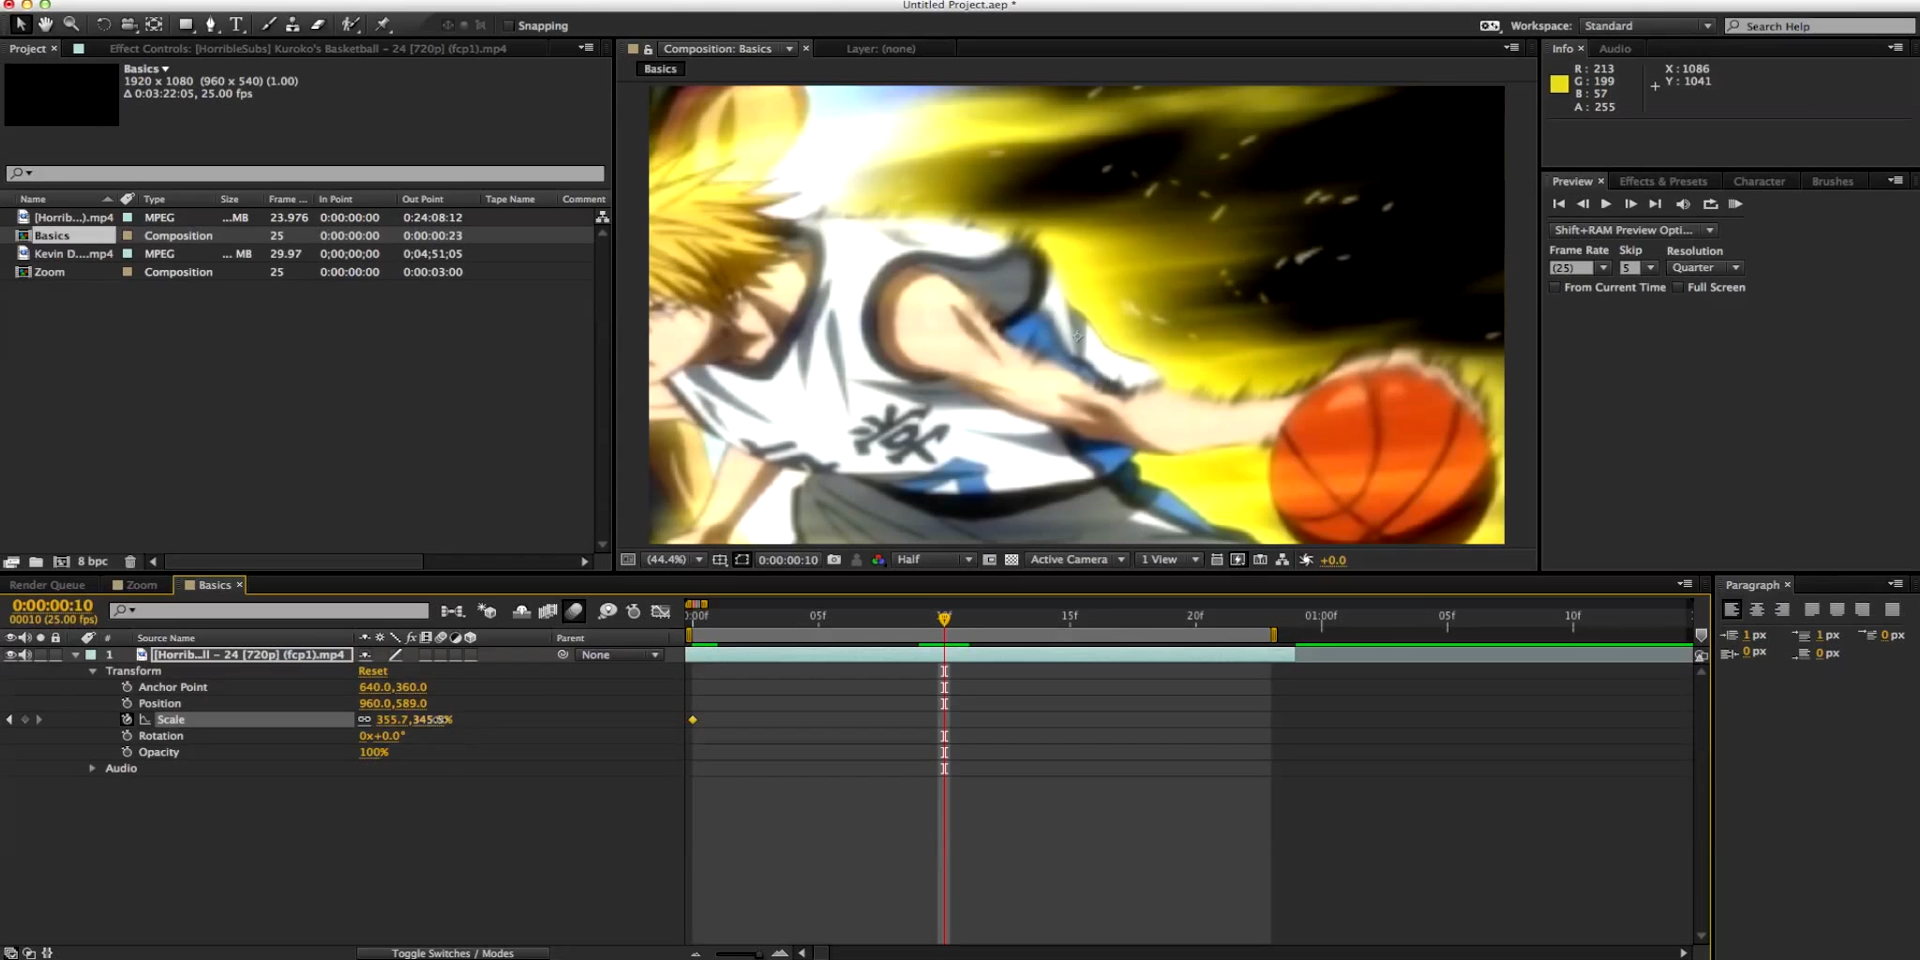 Untitled Project.aep *
Snapping
Workspace: Standard
Search Help
Project ×
Effect Controls: [HorribleSubs] Kuroko's Basketball - 24 [720p] (fcp1).mp4
Composition: Basics ×
Layer: (none)
Info ×
Audio
Basics
Basics
1920 x 1080 (960 x 540) (1.00)
Δ 0:03:22:05, 25.00 fps
R: 213
G: 199
B: 57
A: 255
X: 1086
Y: 1041
Preview ×
Effects & Presets
Character
Brushes
Name
Type
Size
Frame ...
In Point
Out Point
Tape Name
Comment
[Horrib...).mp4 MPEG ...MB 23.976 0:00:00:00 0:24:08:12
Basics Composition 25 0:00:00:00 0:00:00:23
Kevin D....mp4 MPEG ... MB 29.97 0;00;00;00 0;04;51;05
Zoom Composition 25 0:00:00:00 0:00:03:00
Shift+RAM Preview Opti...
Frame Rate Skip Resolution
(25) 5 Quarter
From Current Time Full Screen
8 bpc
(44.4%)
0:00:00:10
Half
Active Camera
1 View
+0.0
Render Queue
Zoom
Basics ×
Paragraph ×
0:00:00:10
00010 (25.00 fps)
0:00f 05f 10f 15f 20f 01:00f 05f 10f
# Source Name Parent
1 [[Horrib...ll - 24 [720p] (fcp1).mp4 None
Transform Reset
Anchor Point 640.0,360.0
Position 960.0,589.0
Scale
Rotation 0x+0.0°
Opacity 100%
Audio
1 px 1 px 0 px
0 px 0 px
Toggle Switches / Modes